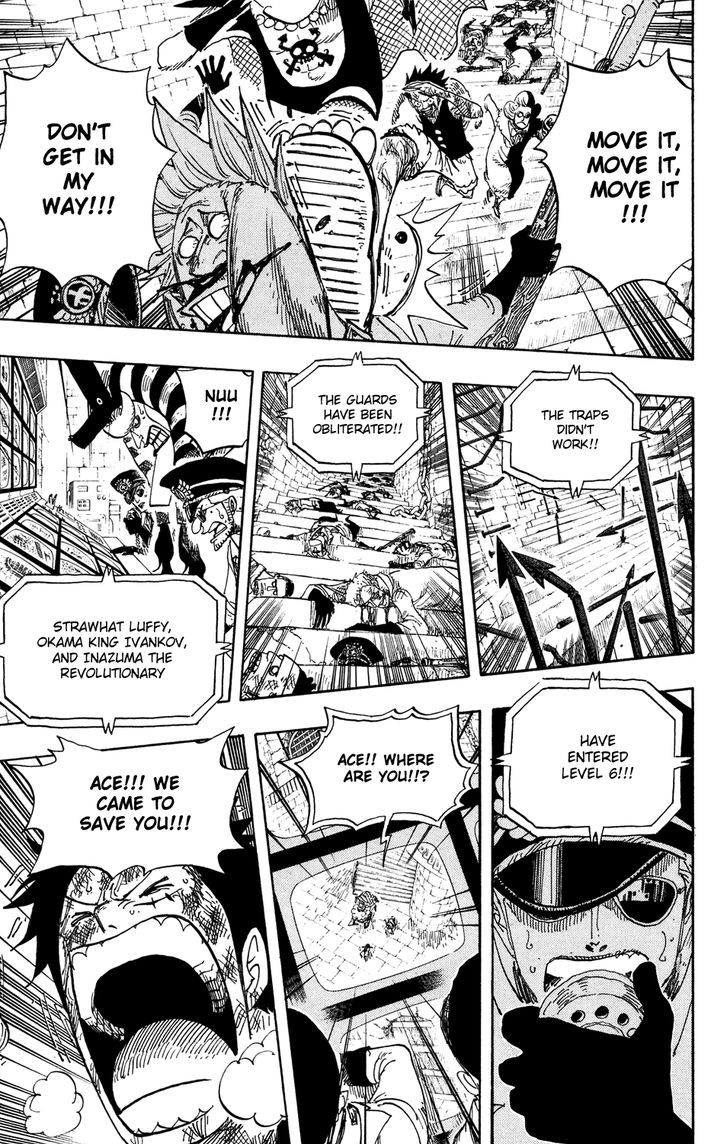 MOVE IT,
MOVE IT,
MOVE IT
!!!
DON'T
GET IN
MY
WAY!!!
THE TRAPS
DIDN'T
WORK!!
THE GUARDS
HAVE BEEN
OBLITERATED!!
NUU
!!!
STRAWHAT LUFFY,
OKAMA KING IVANKOV,
AND INAZUMA THE
REVOLUTIONARY
HAVE
ENTERED
LEVEL 6!!!
ACE!! WHERE
ARE YOU!!?
ACE!!! WE
CAME TO
SAVE YOU!!!